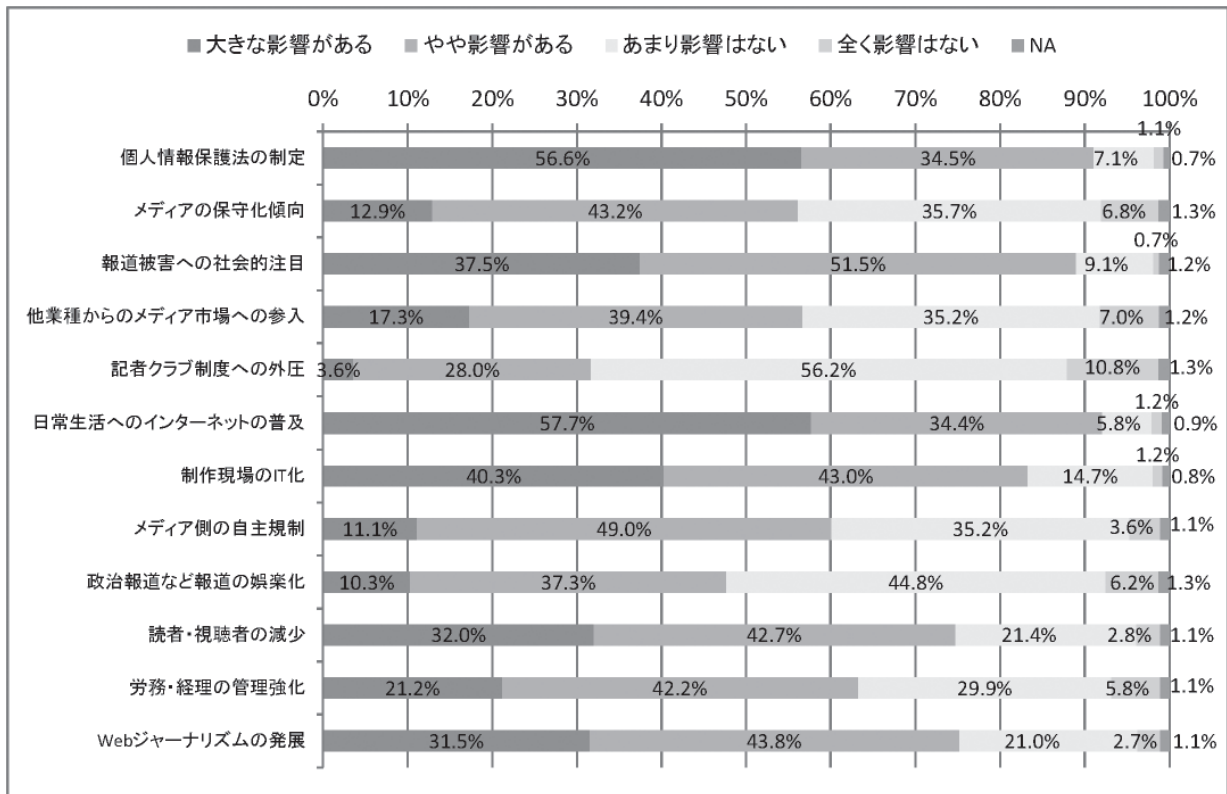 大きな影響がある やや影響がある あまり影響はない 全く影響はない NA
0% 10% 20% 30% 40% 50% 60% 70% 80% 90% 100%
1.1%
個人情報保護法の制定 56.6% 34.5% 7.1% 0.7%
メディアの保守化傾向 12.9% 43.2% 35.7% 6.8% 1.3%
0.7%
報道被害への社会的注目 37.5% 51.5% 9.1% 1.2%
他業種からのメディア市場への参入 17.3% 39.4% 35.2% 7.0% 1.2%
記者クラブ制度への外圧 3.6% 28.0% 56.2% 10.8% 1.3%
1.2%
日常生活へのインターネットの普及 57.7% 34.4% 5.8% 0.9%
1.2%
制作現場のIT化 40.3% 43.0% 14.7% 0.8%
メディア側の自主規制 11.1% 49.0% 35.2% 3.6% 1.1%
政治報道など報道の娯楽化 10.3% 37.3% 44.8% 6.2% 1.3%
読者・視聴者の減少 32.0% 42.7% 21.4% 2.8% 1.1%
労務・経理の管理強化 21.2% 42.2% 29.9% 5.8% 1.1%
Webジャーナリズムの発展 31.5% 43.8% 21.0% 2.7% 1.1%